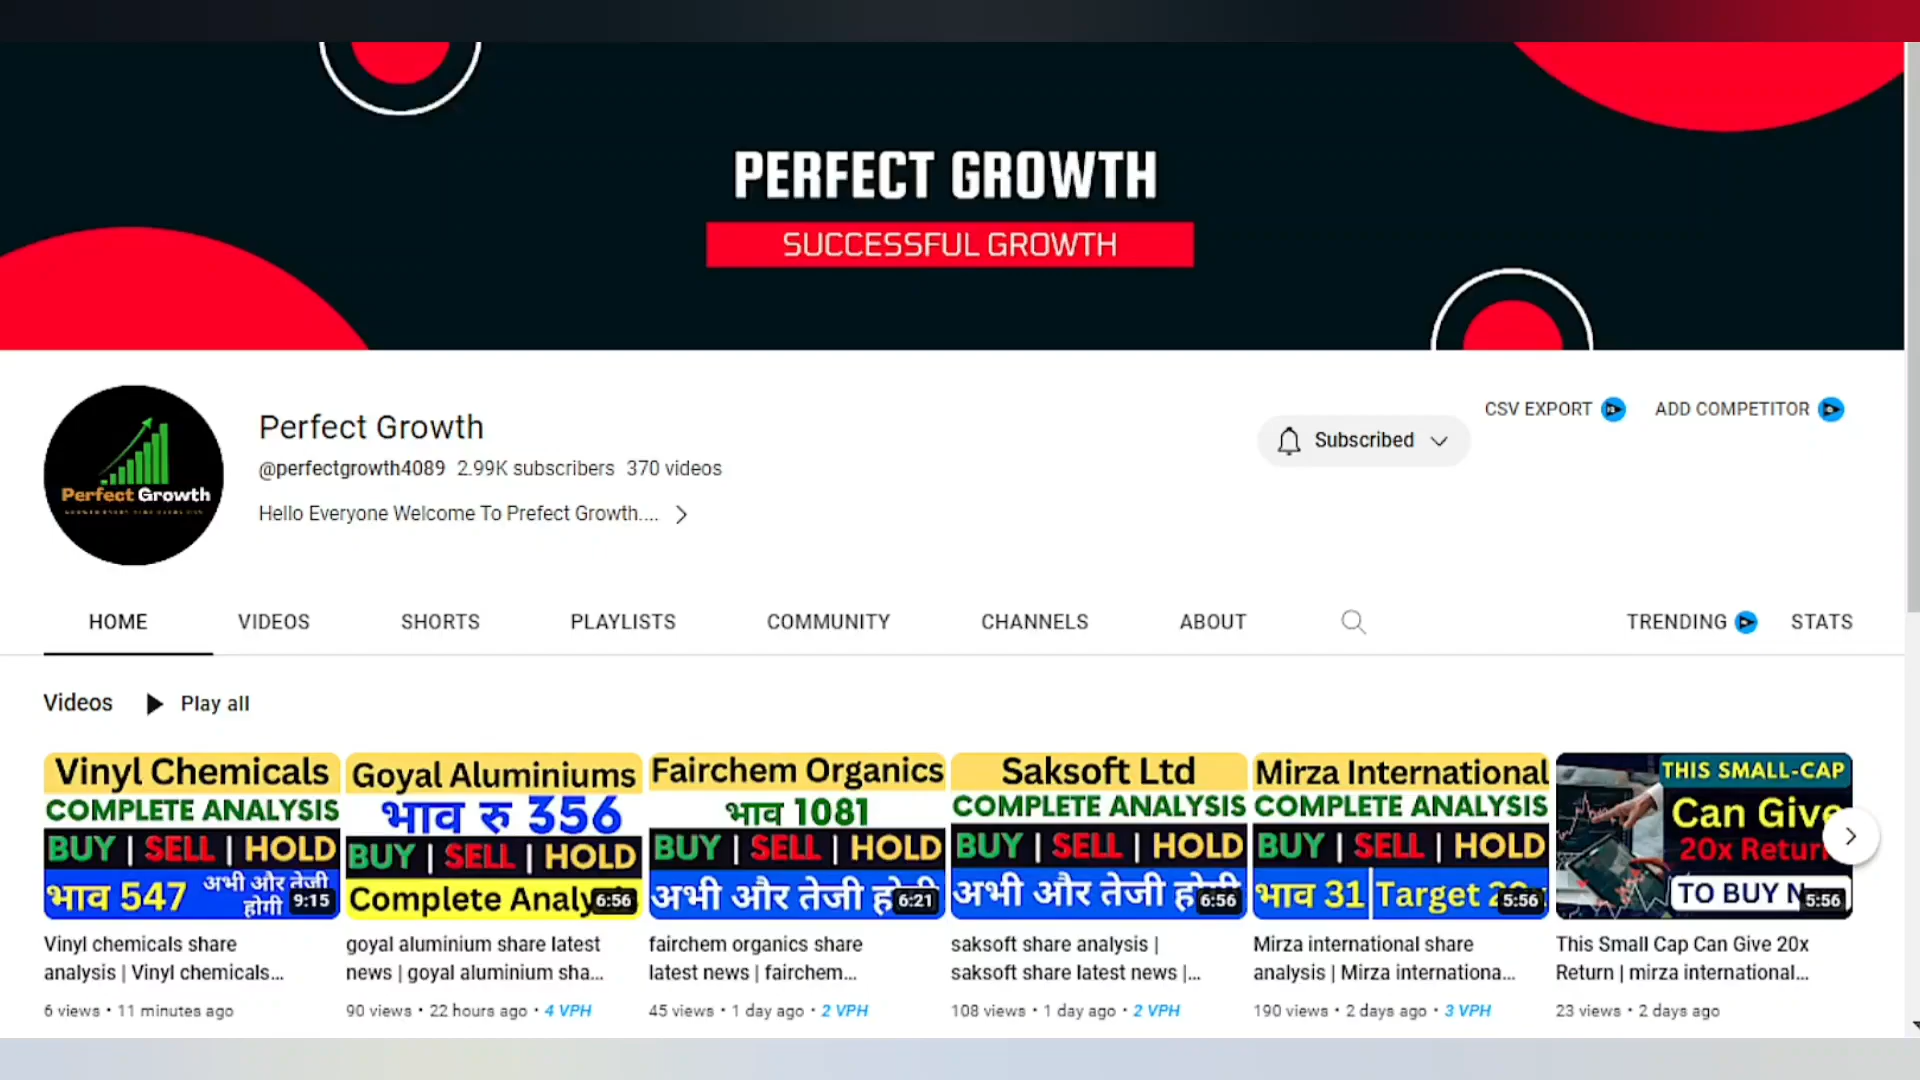 PERFECT GROWTH
SUCCESSFUL GROWTH
Perfect Growth
Perfect Growth
@perfectgrowth4089 2.99K subscribers 370 videos
Hello Everyone Welcome To Prefect Growth....
Subscribed
CSV EXPORT
ADD COMPETITOR
HOME VIDEOS SHORTS PLAYLISTS COMMUNITY CHANNELS ABOUT TRENDING STATS
Videos Play all
Vinyl Chemicals
COMPLETE ANALYSIS
BUY | SELL | HOLD
भाव 547 अभी और तेजी
होगी 9:15
Vinyl chemicals share
analysis | Vinyl chemicals...
6 views • 11 minutes ago
Goyal Aluminiums
भाव रु 356
BUY | SELL | HOLD
Complete Analy
6:56
goyal aluminium share latest
news | goyal aluminium sha...
90 views • 22 hours ago • 4 VPH
Fairchem Organics
भाव 1081
BUY | SELL | HOLD
अभी और तेजी
6:21
fairchem organics share
latest news | fairchem...
45 views • 1 day ago • 2 VPH
Saksoft Ltd
COMPLETE ANALYSIS
BUY | SELL | HOLD
अभी और तेजी होगी
6:56
saksoft share analysis |
saksoft share latest news |...
108 views • 1 day ago • 2 VPH
Mirza International
COMPLETE ANALYSIS
BUY | SELL | HOLD
भाव 31 Target
5:56
Mirza international share
analysis | Mirza internationa...
190 views • 2 days ago • 3 VPH
THIS SMALL-CAP
Can Give
20x Return
TO BUY N
5:56
This Small Cap Can Give 20x
Return | mirza international...
23 views • 2 days ago